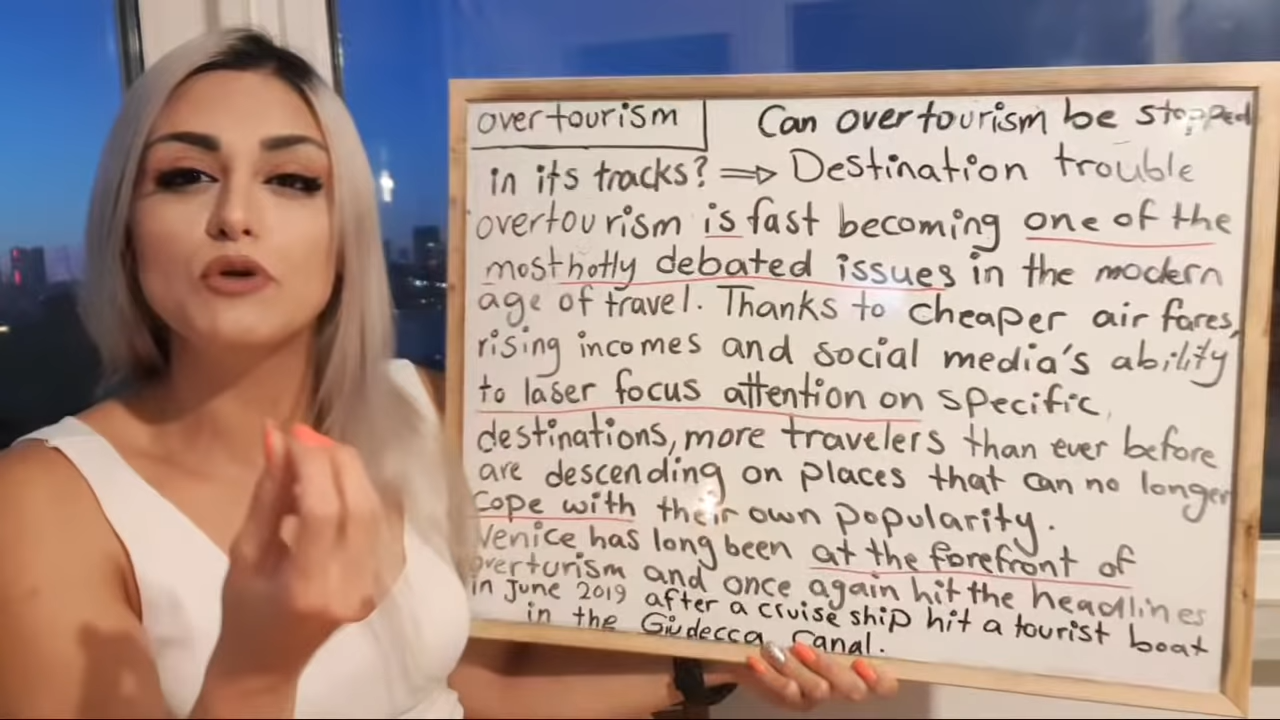 overtourism Can overtourism be stopped
in its tracks? ⇒ Destination trouble
overtourism is fast becoming one of the
most hotly debated issues in the modern
age of travel. Thanks to cheaper air fares,
rising incomes and social media's ability
to laser focus attention on specific
destinations, more travelers than ever before
are descending on places that can no longer
cope with their own popularity.
Venice has long been at the forefront of
overturism and once again hit the headlines
in June 2019 after a cruise ship hit a tourist boat
in the Giudecca Canal.